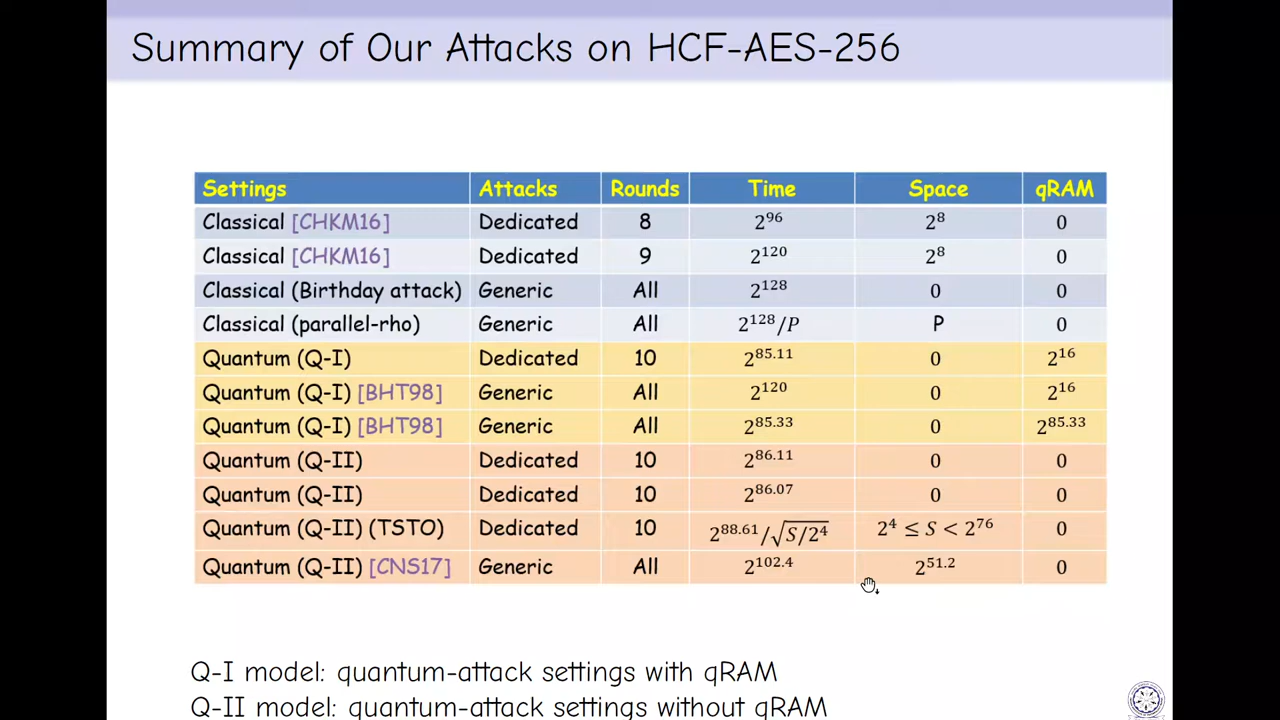 Summary of Our Attacks on HCF-AES-256
Settings Attacks Rounds Time Space qRAM
Classical [CHKM16] Dedicated 8 2^96 2^8 0
Classical [CHKM16] Dedicated 9 2^120 2^8 0
Classical (Birthday attack) Generic All 2^128 0 0
Classical (parallel-rho) Generic All 2^128/P P 0
Quantum (Q-I) Dedicated 10 2^85.11 0 2^16
Quantum (Q-I) [BHT98] Generic All 2^120 0 2^16
Quantum (Q-I) [BHT98] Generic All 2^85.33 0 2^85.33
Quantum (Q-II) Dedicated 10 2^86.11 0 0
Quantum (Q-II) Dedicated 10 2^86.07 0 0
Quantum (Q-II) (TSTO) Dedicated 10 2^88.61/√(S/2^4) 2^4 ≤ S < 2^76 0
Quantum (Q-II) [CNS17] Generic All 2^102.4 2^51.2 0
Q-I model: quantum-attack settings with qRAM
Q-II model: quantum-attack settings without qRAM